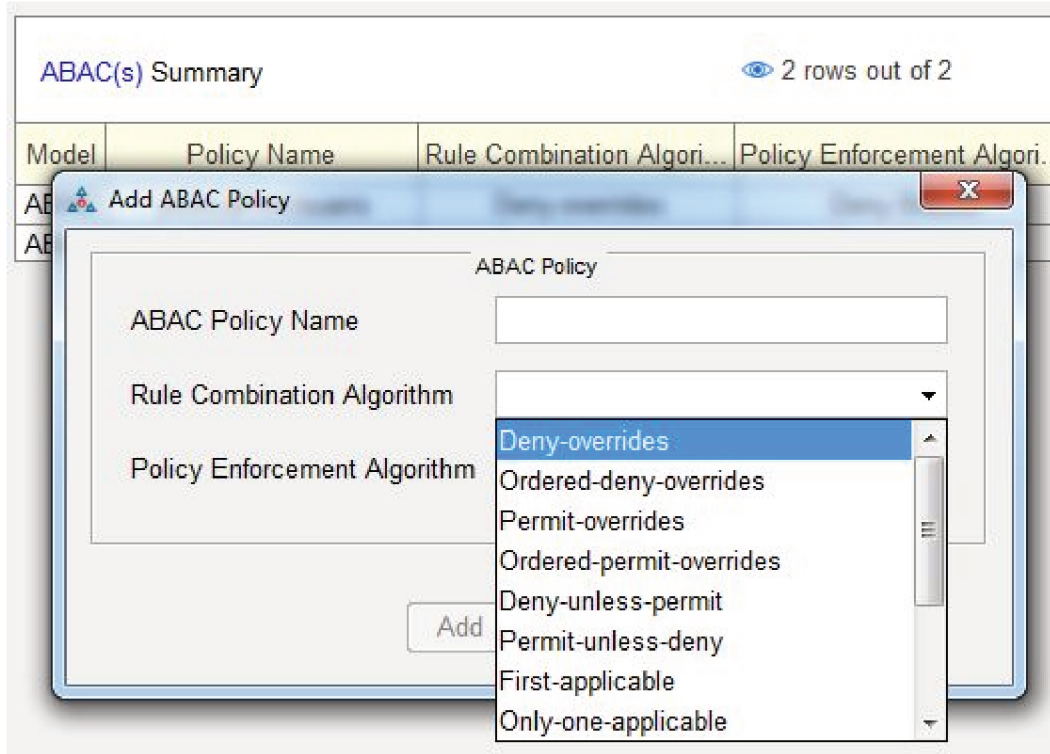 ABAC(s) Summary
2 rows out of 2
Model Policy Name Rule Combination Algori... Policy Enforcement Algori.
Add ABAC Policy
ABAC Policy
ABAC Policy Name
Rule Combination Algorithm
Deny-overrides
Policy Enforcement Algorithm
Ordered-deny-overrides
Permit-overrides
Ordered-permit-overrides
Deny-unless-permit
Add
Permit-unless-deny
First-applicable
Only-one-applicable